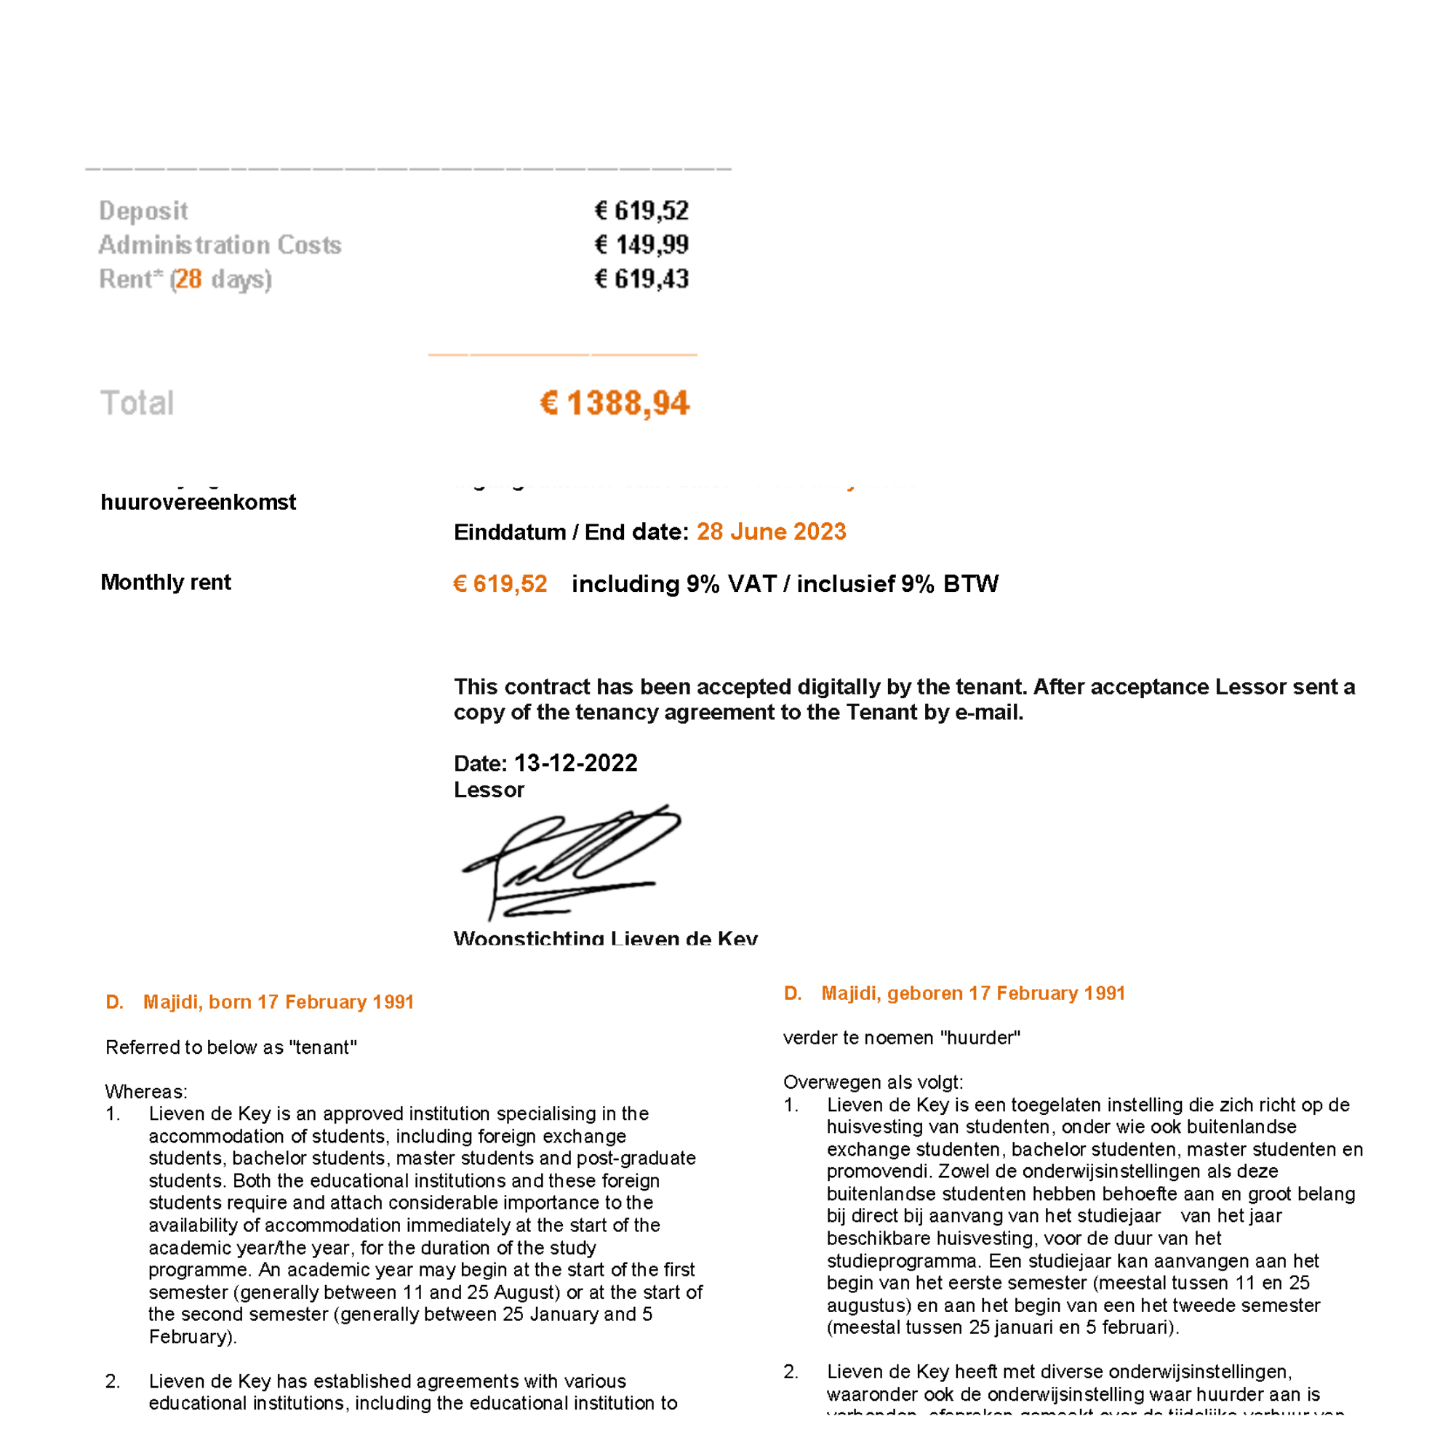 Deposit € 619,52
Administration Costs € 149,99
Rent* (28 days) € 619,43
Total € 1388,94
huurovereenkomst
Einddatum / End date: 28 June 2023
Monthly rent € 619,52 including 9% VAT / inclusief 9% BTW
This contract has been accepted digitally by the tenant. After acceptance Lessor sent a
copy of the tenancy agreement to the Tenant by e-mail.
Date: 13-12-2022
Lessor
Woonstichting Lieven de Key
D. Majidi, born 17 February 1991
Referred to below as "tenant"
Whereas:
1. Lieven de Key is an approved institution specialising in the
accommodation of students, including foreign exchange
students, bachelor students, master students and post-graduate
students. Both the educational institutions and these foreign
students require and attach considerable importance to the
availability of accommodation immediately at the start of the
academic year/the year, for the duration of the study
programme. An academic year may begin at the start of the first
semester (generally between 11 and 25 August) or at the start of
the second semester (generally between 25 January and 5
February).
2. Lieven de Key has established agreements with various
educational institutions, including the educational institution to
D. Majidi, geboren 17 February 1991
verder te noemen "huurder"
Overwegen als volgt:
1. Lieven de Key is een toegelaten instelling die zich richt op de
huisvesting van studenten, onder wie ook buitenlandse
exchange studenten, bachelor studenten, master studenten en
promovendi. Zowel de onderwijsinstellingen als deze
buitenlandse studenten hebben behoefte aan en groot belang
bij direct bij aanvang van het studiejaar van het jaar
beschikbare huisvesting, voor de duur van het
studieprogramma. Een studiejaar kan aanvangen aan het
begin van het eerste semester (meestal tussen 11 en 25
augustus) en aan het begin van een het tweede semester
(meestal tussen 25 januari en 5 februari).
2. Lieven de Key heeft met diverse onderwijsinstellingen,
waaronder ook de onderwijsinstelling waar huurder aan is